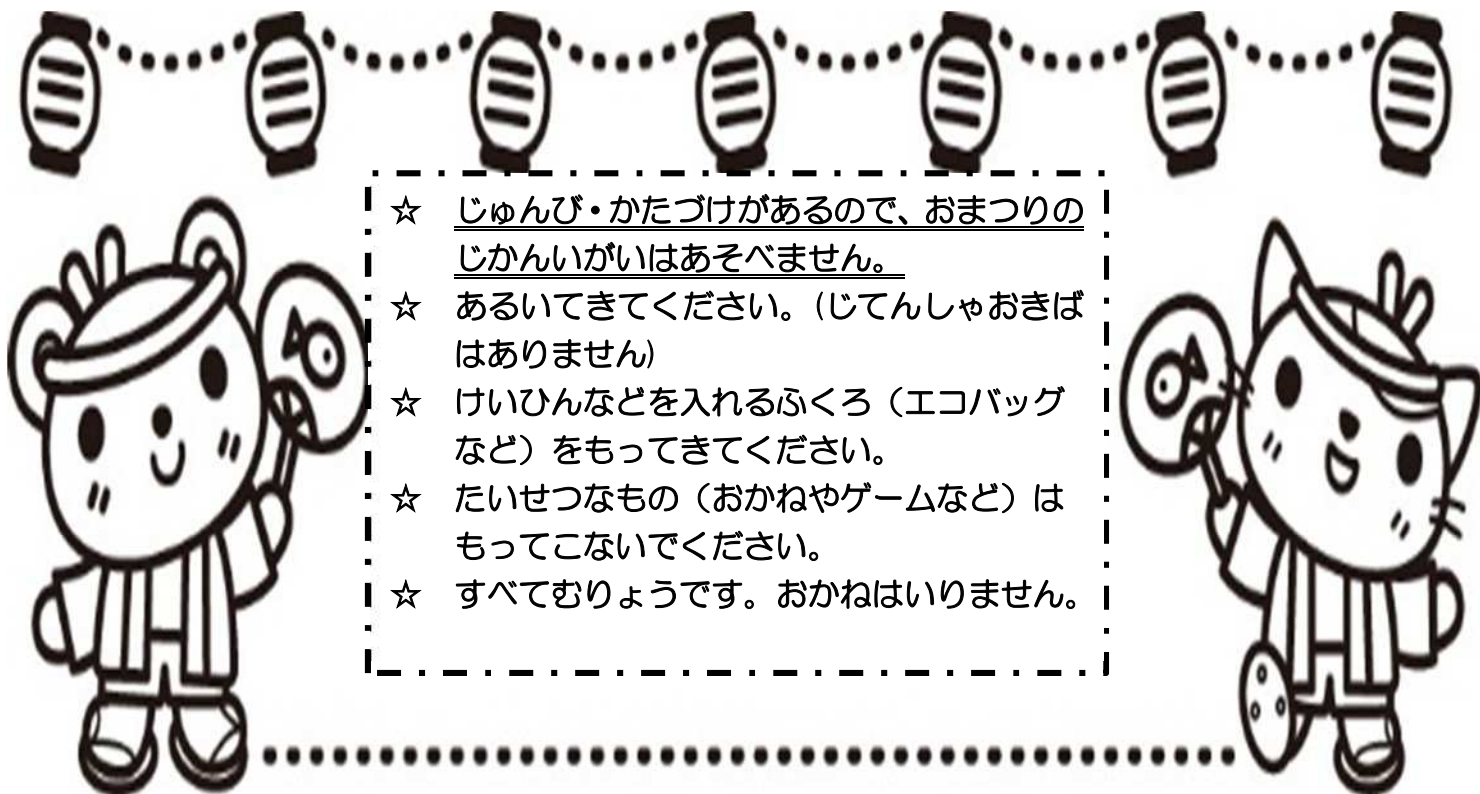 ☆ じゅんび・かたづけがあるので、おまつりの
じかんいがいはあそべません。
☆ あるいてきてください。(じてんしゃおきば
はありません)
☆ けいひんなどを入れるふくろ（エコバッグ
など）をもってきてください。
☆ たいせつなもの（おかねやゲームなど）は
もってこないでください。
☆ すべてむりょうです。おかねはいりません。